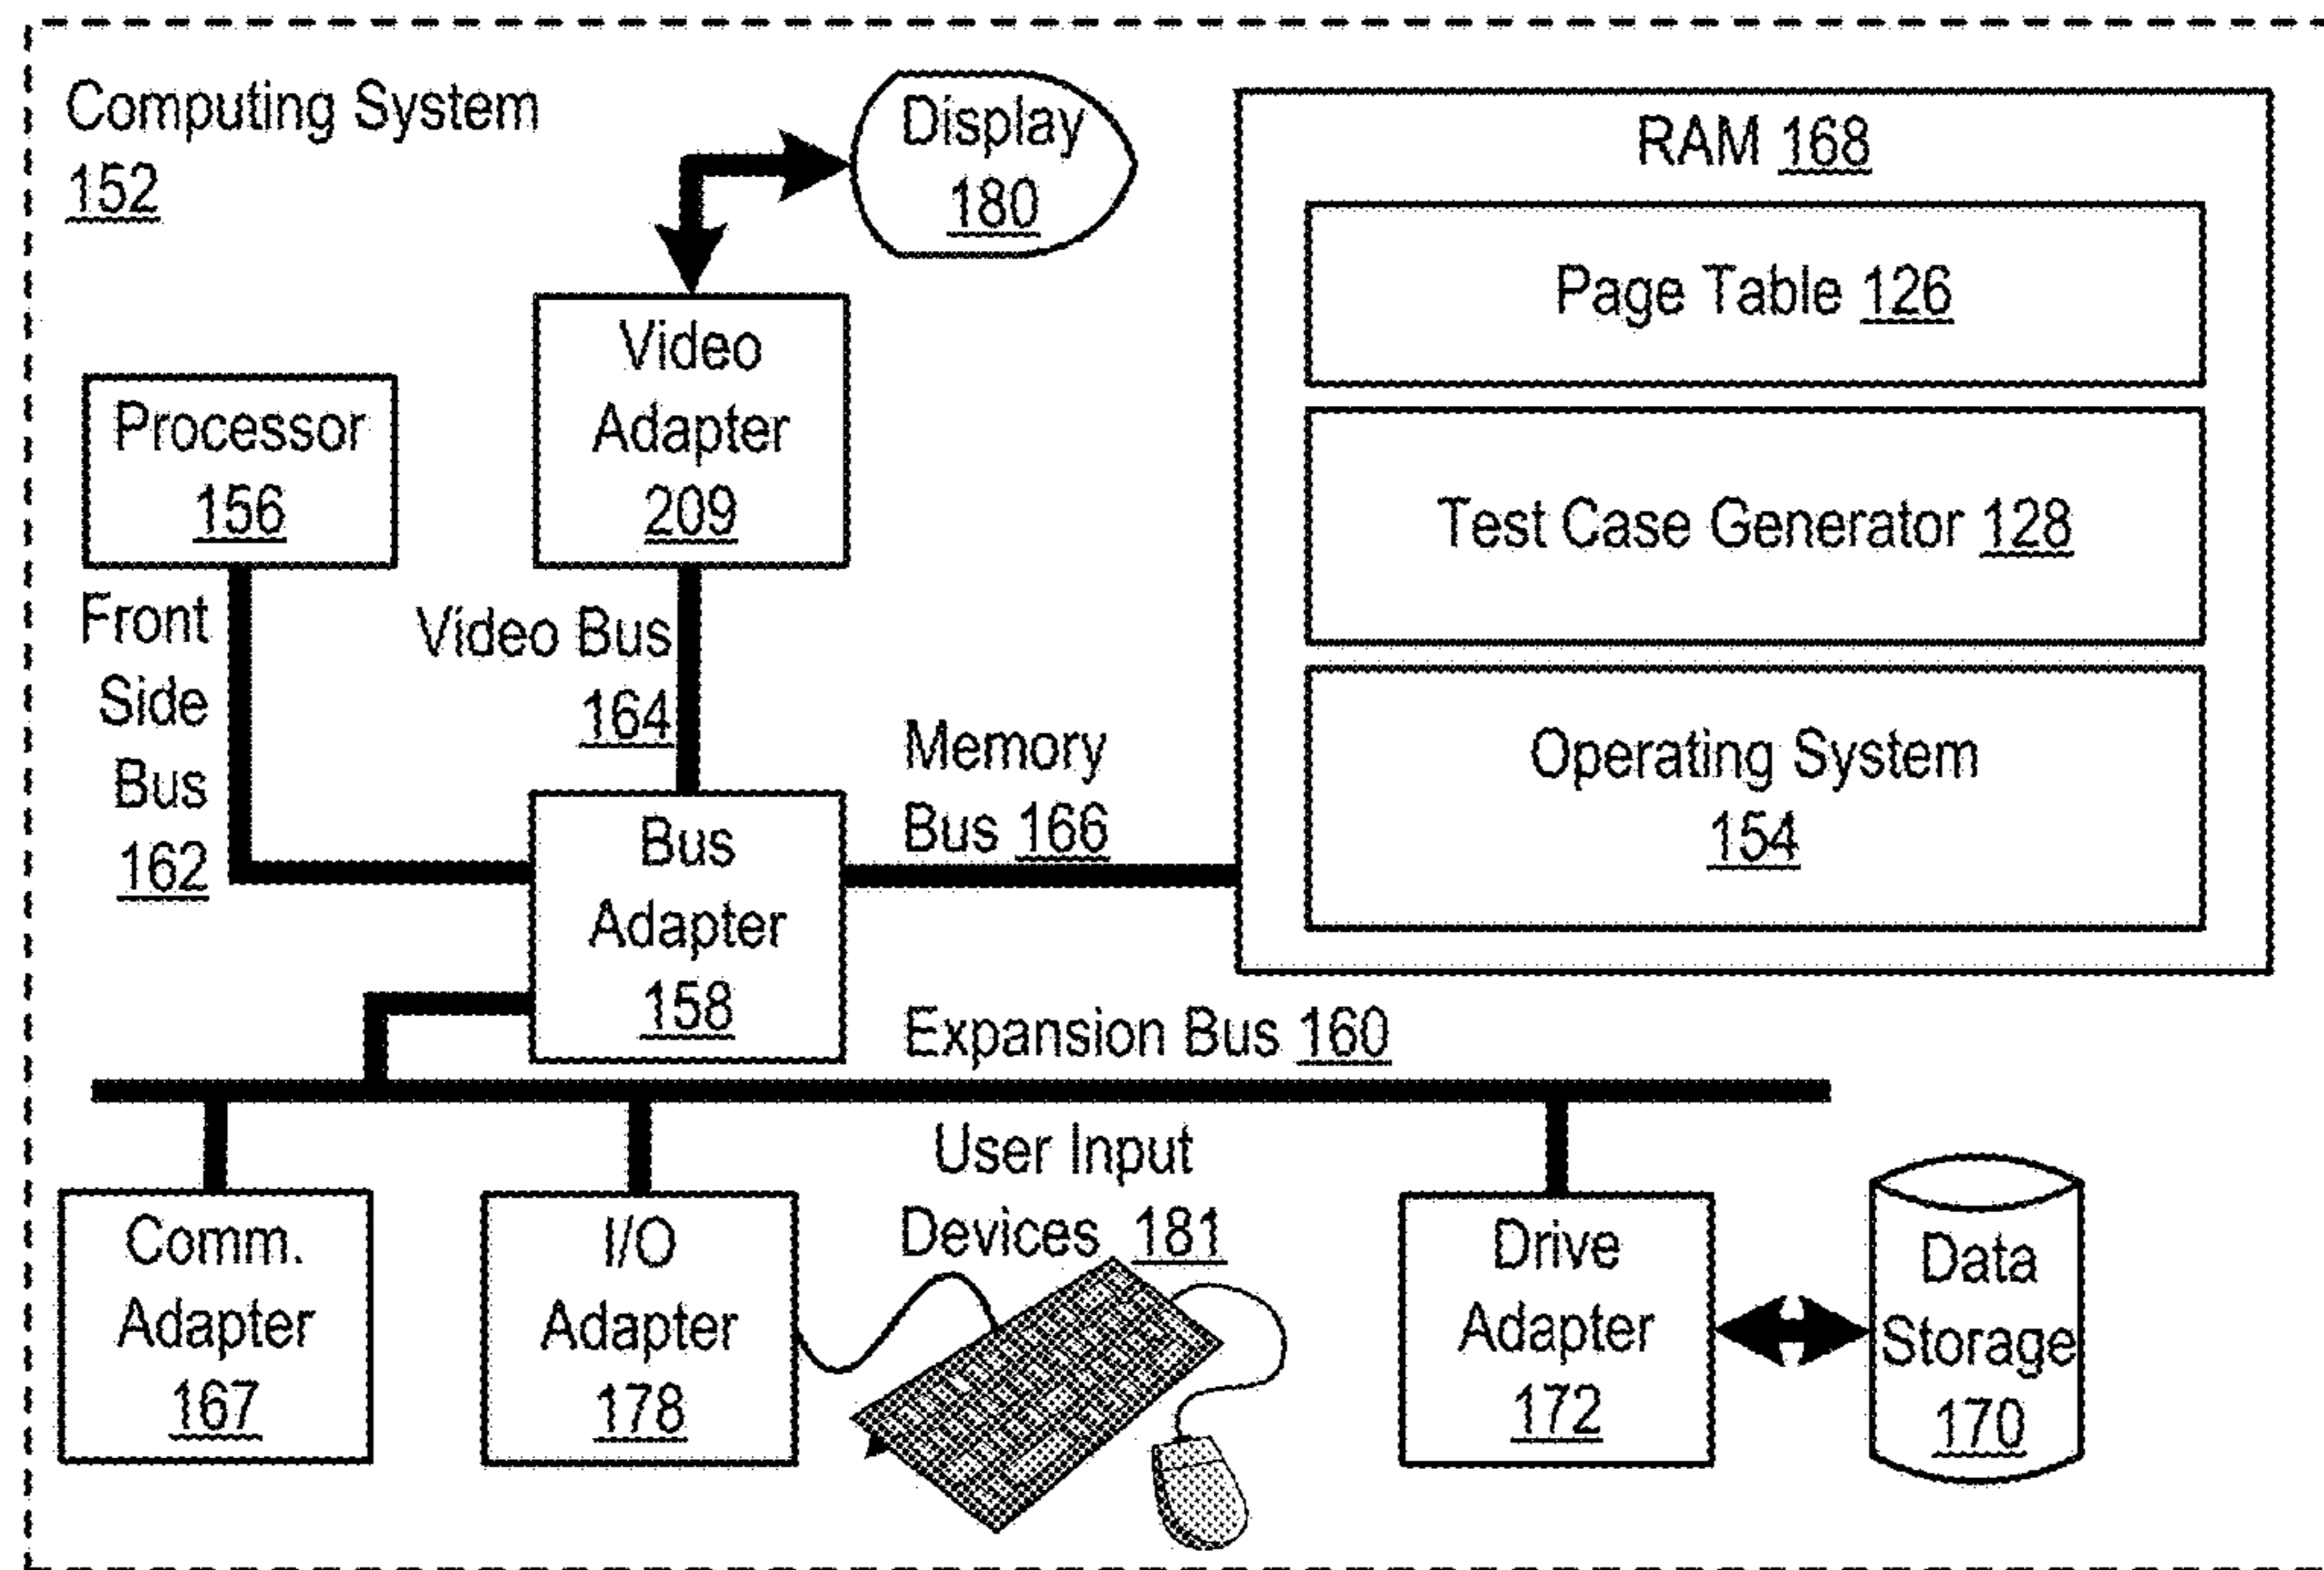 Computing System
152
Display
180
RAM 168
Page Table 126
Test Case Generator 128
Operating System
154
Video
Adapter
209
Processor
156
Front
Side
Bus
162
Video Bus
164
Memory
Bus 166
Bus
Adapter
158
Expansion Bus 160
Comm.
Adapter
167
I/O
Adapter
178
User Input
Devices 181
Drive
Adapter
172
Data
Storage
170